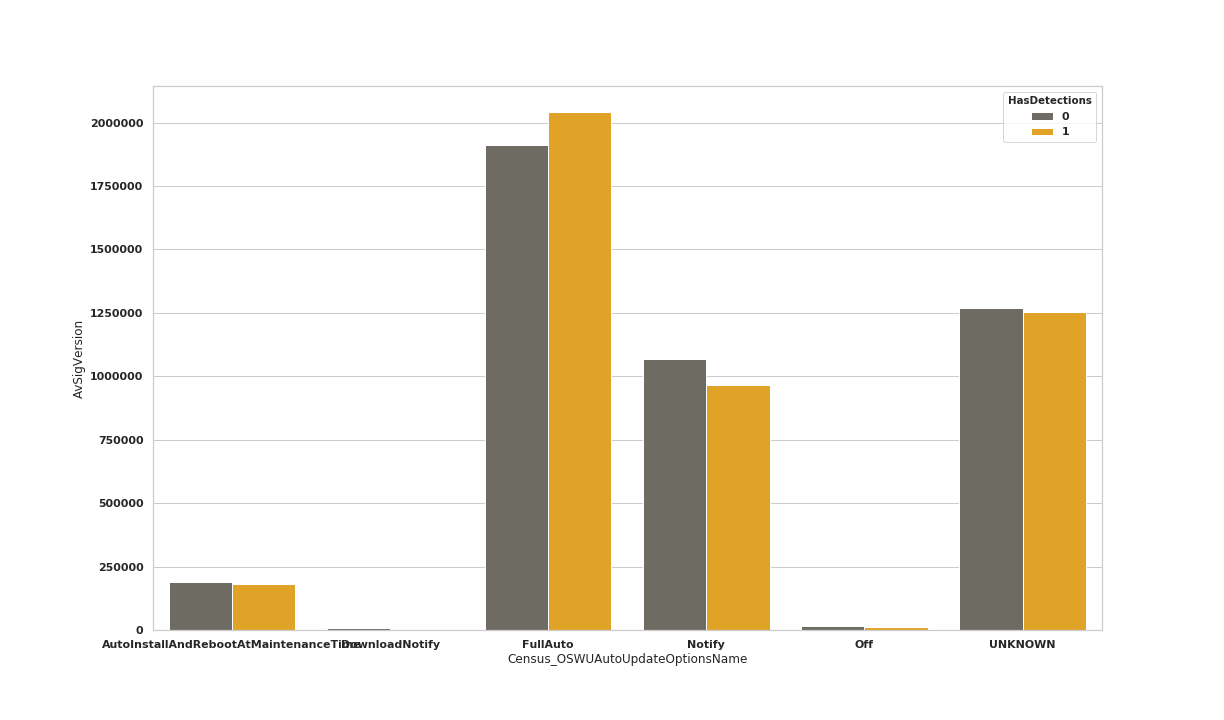 HasDetections
0
1
2000000
1750000
1500000
1250000
1000000
750000
500000
250000
0
AvSigVersion
AutoInstallAndRebootAtMaintenanceTime
DownloadNotify
FullAuto
Notify
Off
UNKNOWN
Census_OSWUAutoUpdateOptionsName